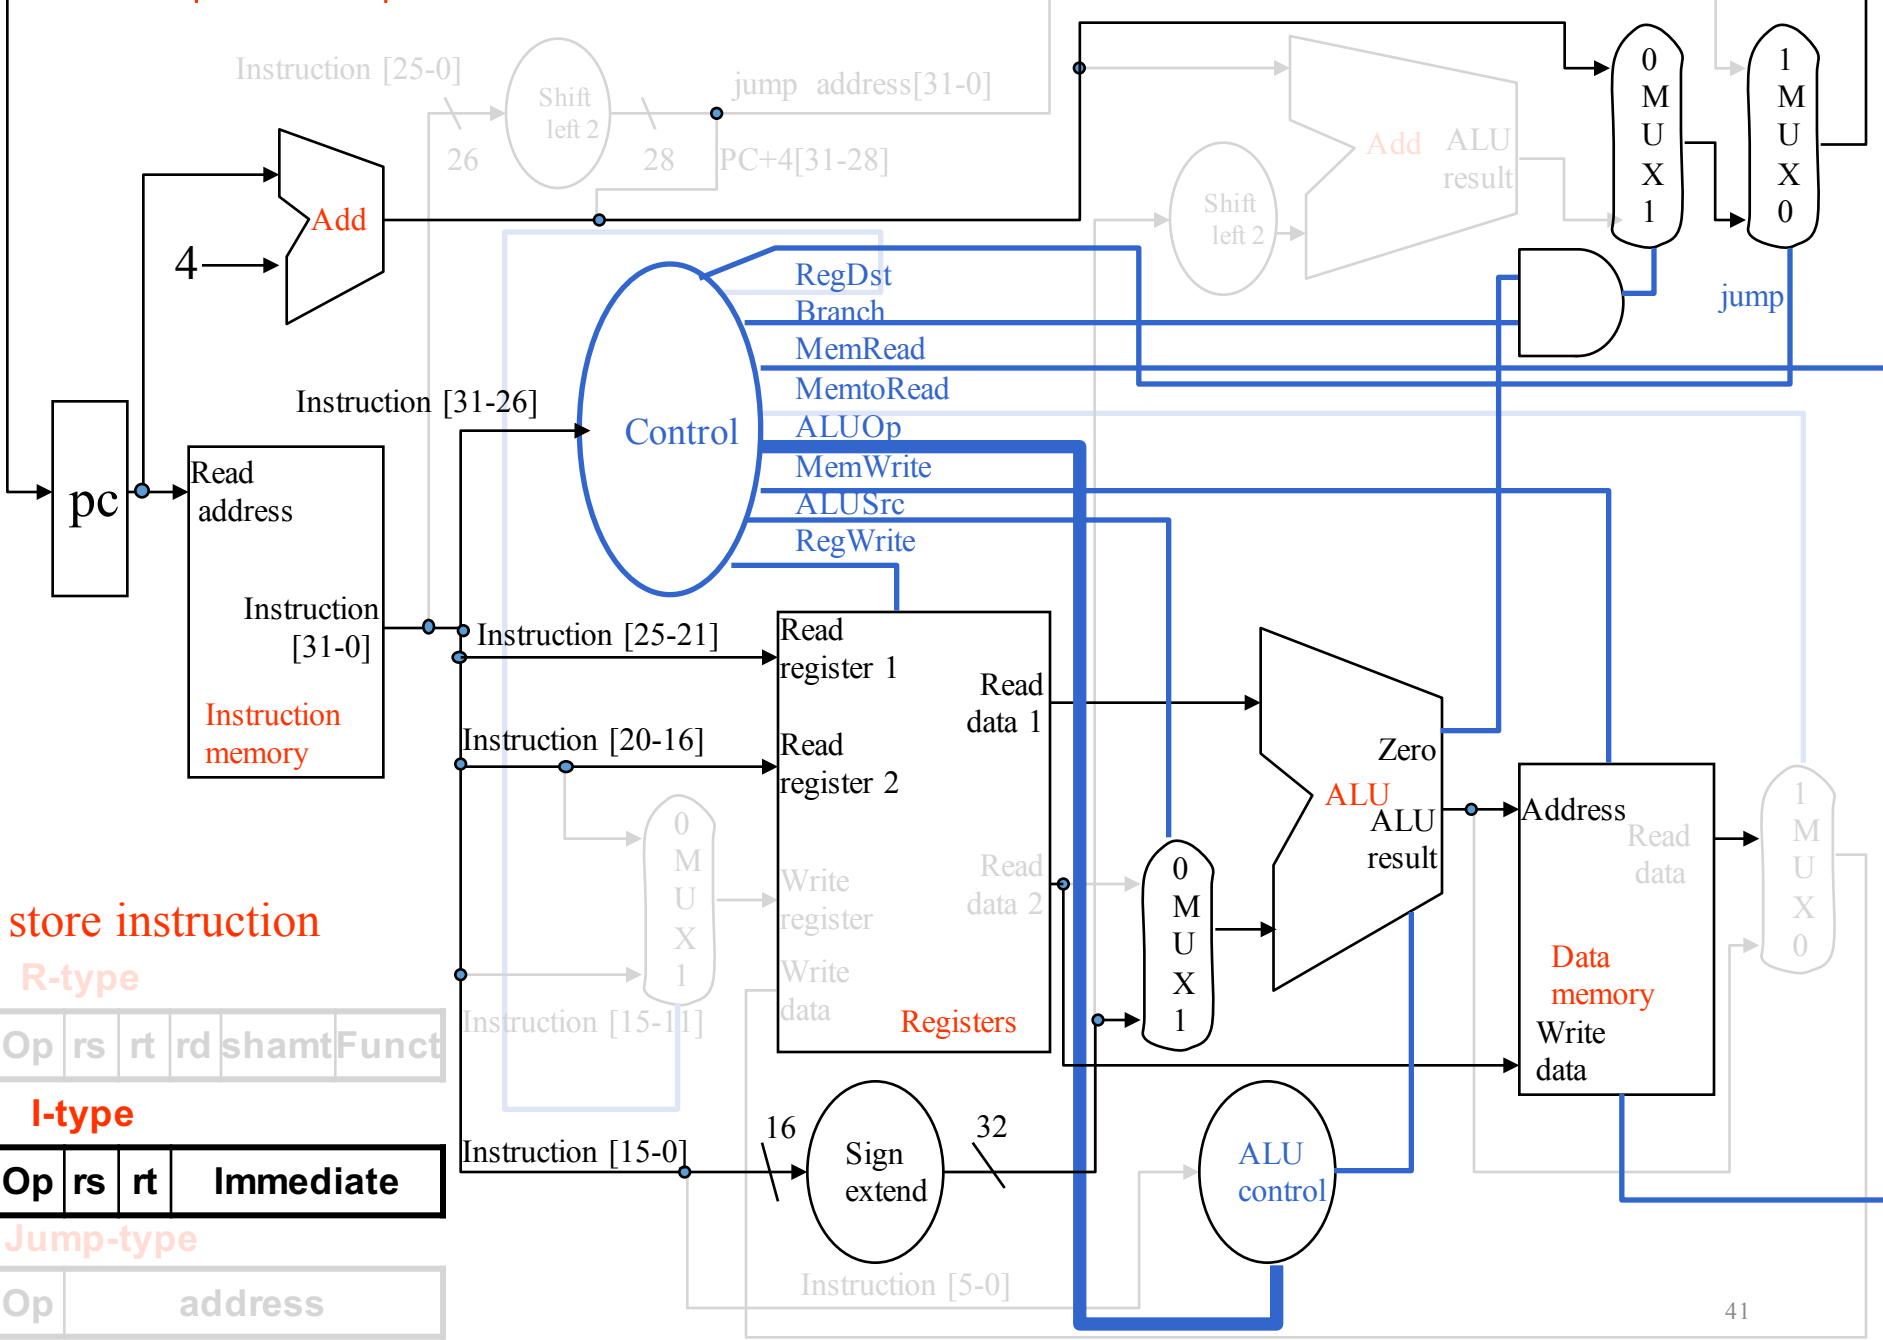 Instruction [25-0]
Shift
left 2
jump address[31-0]
26
28
PC+4[31-28]
Add
4
Shift
left 2
Add
ALU
result
0
M
U
X
1
1
M
U
X
0
RegDst
Branch
MemRead
MemtoRead
ALUOp
MemWrite
ALUSrc
RegWrite
jump
Control
Instruction [31-26]
pc
Read
address
Instruction
[31-0]
Instruction
memory
Instruction [25-21]
Instruction [20-16]
Instruction [15-11]
Instruction [15-0]
0
M
U
X
1
Read
register 1
Read
register 2
Write
register
Write
data
Read
data 1
Read
data 2
Registers
0
M
U
X
1
Zero
ALU
ALU
result
Address
Read
data
Data
memory
Write
data
1
M
U
X
0
16
Sign
extend
32
ALU
control
Instruction [5-0]
store instruction
R-type
Op rs rt rd shamt Funct
I-type
Op rs rt Immediate
Jump-type
Op address
41